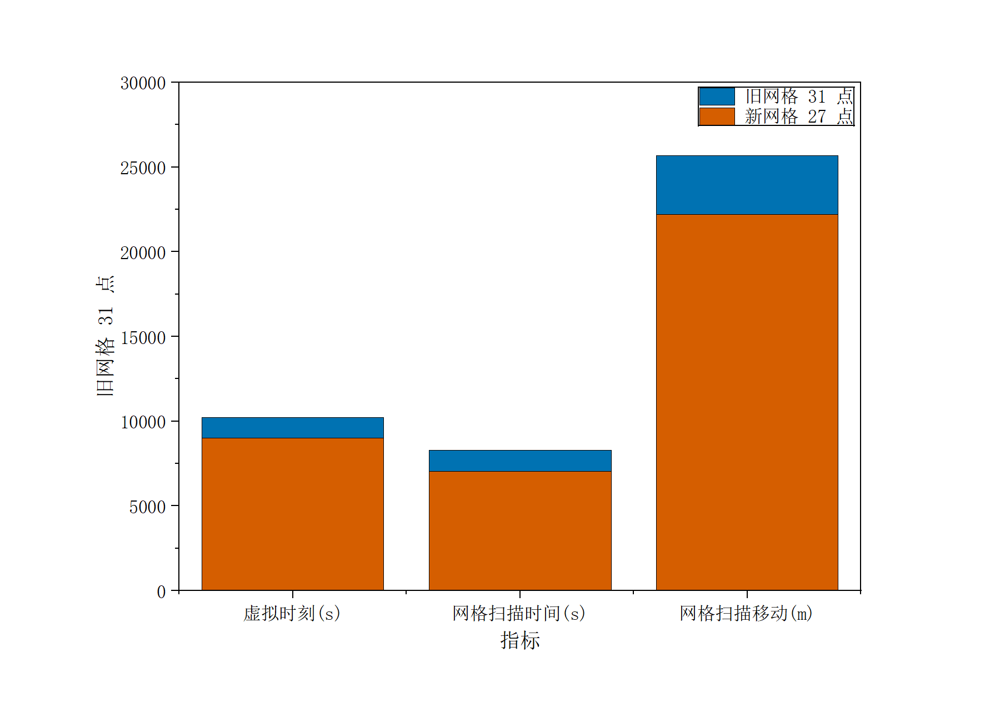 30000
25000
20000
15000
10000
5000
0
旧网格 31 点
旧网格 31 点
新网格 27 点
虚拟时刻(s)
网格扫描时间(s)
网格扫描移动(m)
指标